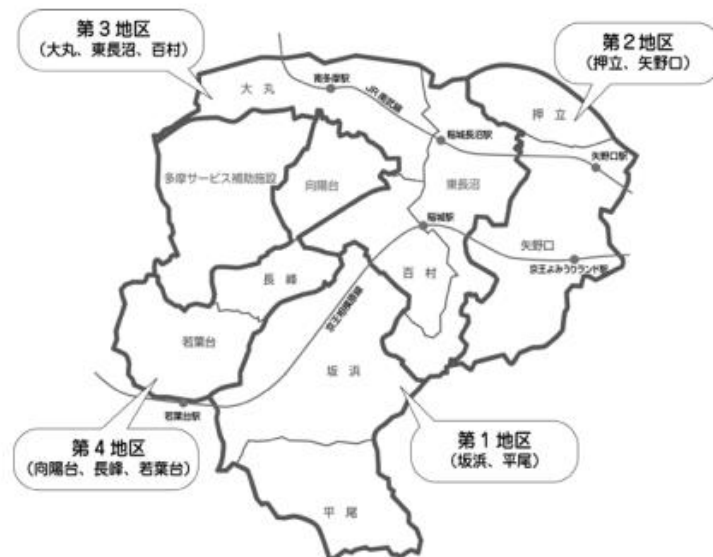 第3地区
(大丸、東長沼、百村)
第2地区
(押立、矢野口)
大丸
南多摩駅
JR南武線
押立
稲城長沼駅
矢野口駅
多摩サービス補助施設
向陽台
東長沼
稲城駅
矢野口
京王よみうりランド駅
長峰
百村
京王相模原線
若葉台
坂浜
若葉台駅
第4地区
(向陽台、長峰、若葉台)
第1地区
(坂浜、平尾)
平尾